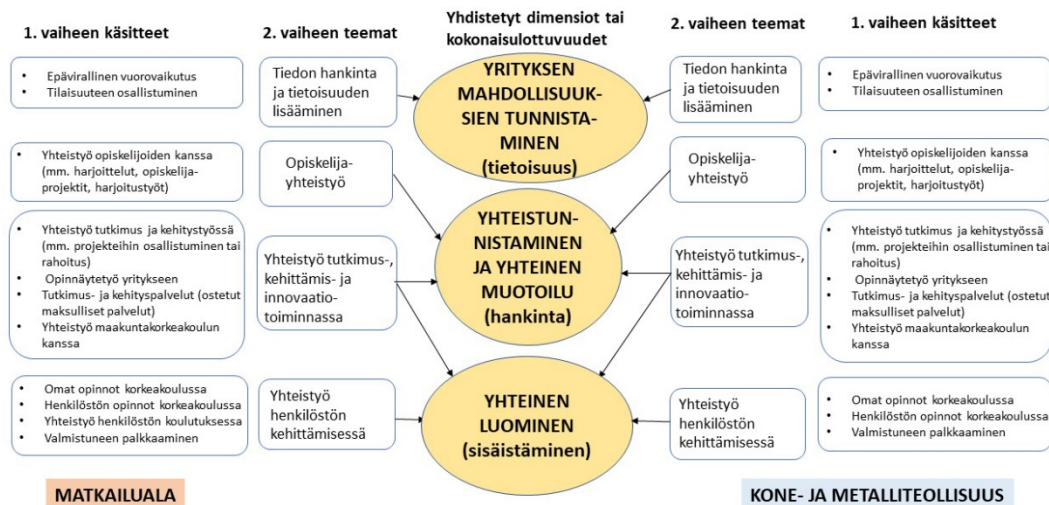 1. vaiheen käsitteet
2. vaiheen teemat
Yhdistetyt dimensiot tai
kokonaisulottuvuudet
2. vaiheen teemat
1. vaiheen käsitteet
• Epävirallinen vuorovaikutus
• Tilaisuuteen osallistuminen
Tiedon hankinta
ja tietoisuuden
lisääminen
YRITYKSEN
MAHDOLLISUUK-
SIEN TUNNISTA-
MINEN
(tietoisuus)
Tiedon hankinta
ja tietoisuuden
lisääminen
• Epävirallinen vuorovaikutus
• Tilaisuuteen osallistuminen
• Yhteistyö opiskelijoiden kanssa
(mm. harjoittelut, opiskelija-
projektit, harjoitustyöt)
Opiskelija-
yhteistyö
Opiskelija-
yhteistyö
• Yhteistyö opiskelijoiden kanssa
(mm. harjoittelut, opiskelija-
projektit, harjoitustyöt)
• Yhteistyö tutkimus ja kehitystyössä
(mm. projekteihin osallistuminen tai
rahoitus)
• Opinnäytetyö yritykseen
• Tutkimus- ja kehityspalvelut (ostetut
maksulliset palvelut)
• Yhteistyö maakuntakorkeakoulun
kanssa
Yhteistyö tutkimus-,
kehittämis- ja
innovaatio-
toiminnassa
YHTEISTUN-
NISTAMINEN
JA YHTEINEN
MUOTOILU
(hankinta)
Yhteistyö tutkimus-,
kehittämis- ja
innovaatio-
toiminnassa
• Yhteistyö tutkimus ja kehitystyössä
(mm. projekteihin osallistuminen tai
rahoitus)
• Opinnäytetyö yritykseen
• Tutkimus- ja kehityspalvelut (ostetut
maksulliset palvelut)
• Yhteistyö maakuntakorkeakoulun
kanssa
• Omat opinnot korkeakoulussa
• Henkilöstön opinnot korkeakoulussa
• Yhteistyö henkilöstön koulutuksessa
• Valmistuneen palkkaaminen
Yhteistyö
henkilöstön
kehittämisessä
YHTEINEN
LUOMINEN
(sisäistäminen)
Yhteistyö
henkilöstön
kehittämisessä
• Omat opinnot korkeakoulussa
• Henkilöstön opinnot korkeakoulussa
• Valmistuneen palkkaaminen
MATKAILUALA
KONE- JA METALLITEOLLISUUS